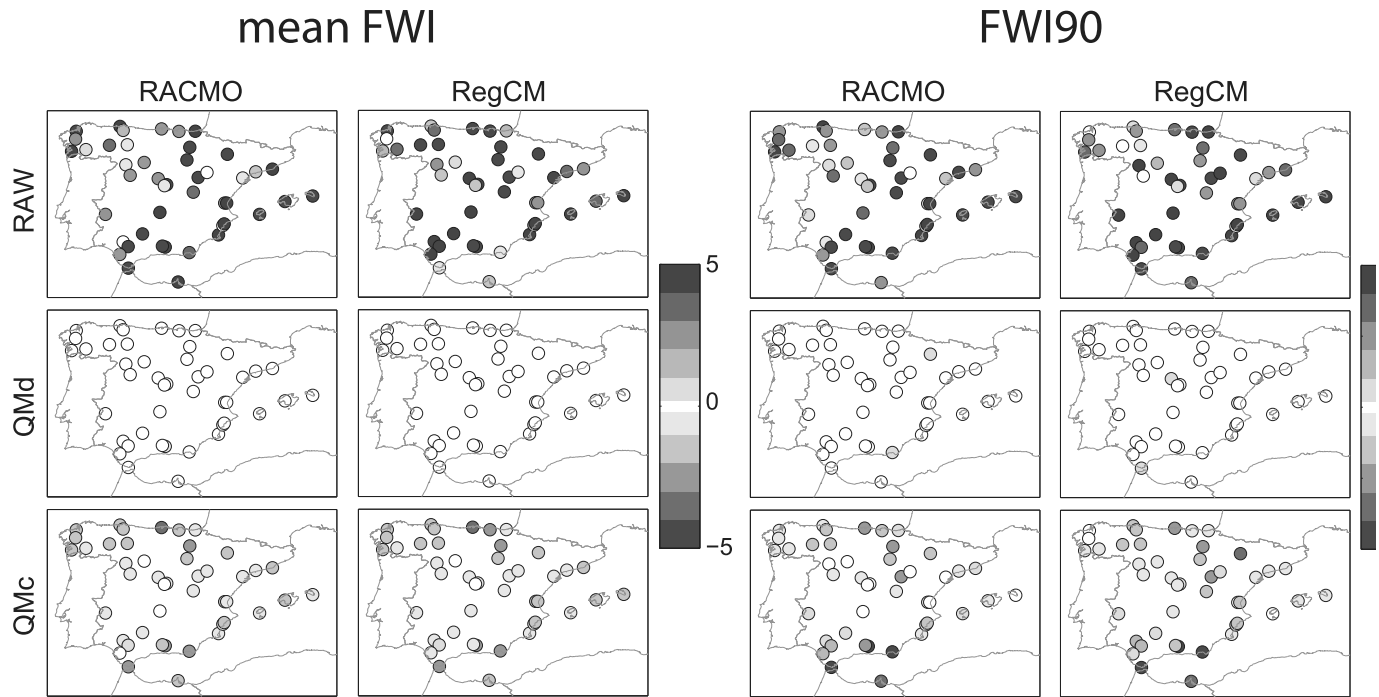 mean FWI
FWI90
RACMO
RegCM
RACMO
RegCM
RAW
QMd
QMc
5
0
−5